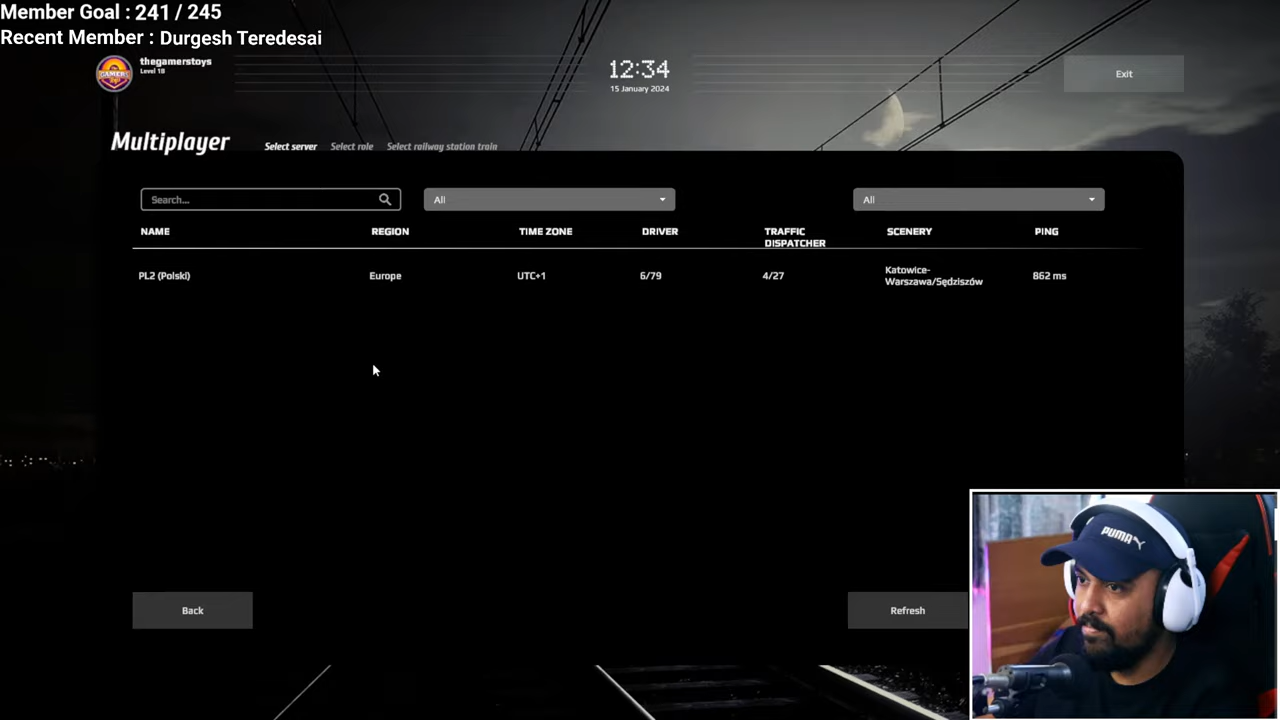 Member Goal : 241 / 245
Recent Member : Durgesh Teredesai
GAMERS
thegamerstoys
Level 18
12:34
15 January 2024
Exit
Multiplayer
Select server
Select role
Select railway station train
Search...
All
All
NAME
REGION
TIME ZONE
DRIVER
TRAFFIC
DISPATCHER
SCENERY
PING
PL2 (Polski)
Europe
UTC+1
6/79
4/27
Katowice-
Warszawa/Sędziszów
862 ms
Back
Refresh
PUMA